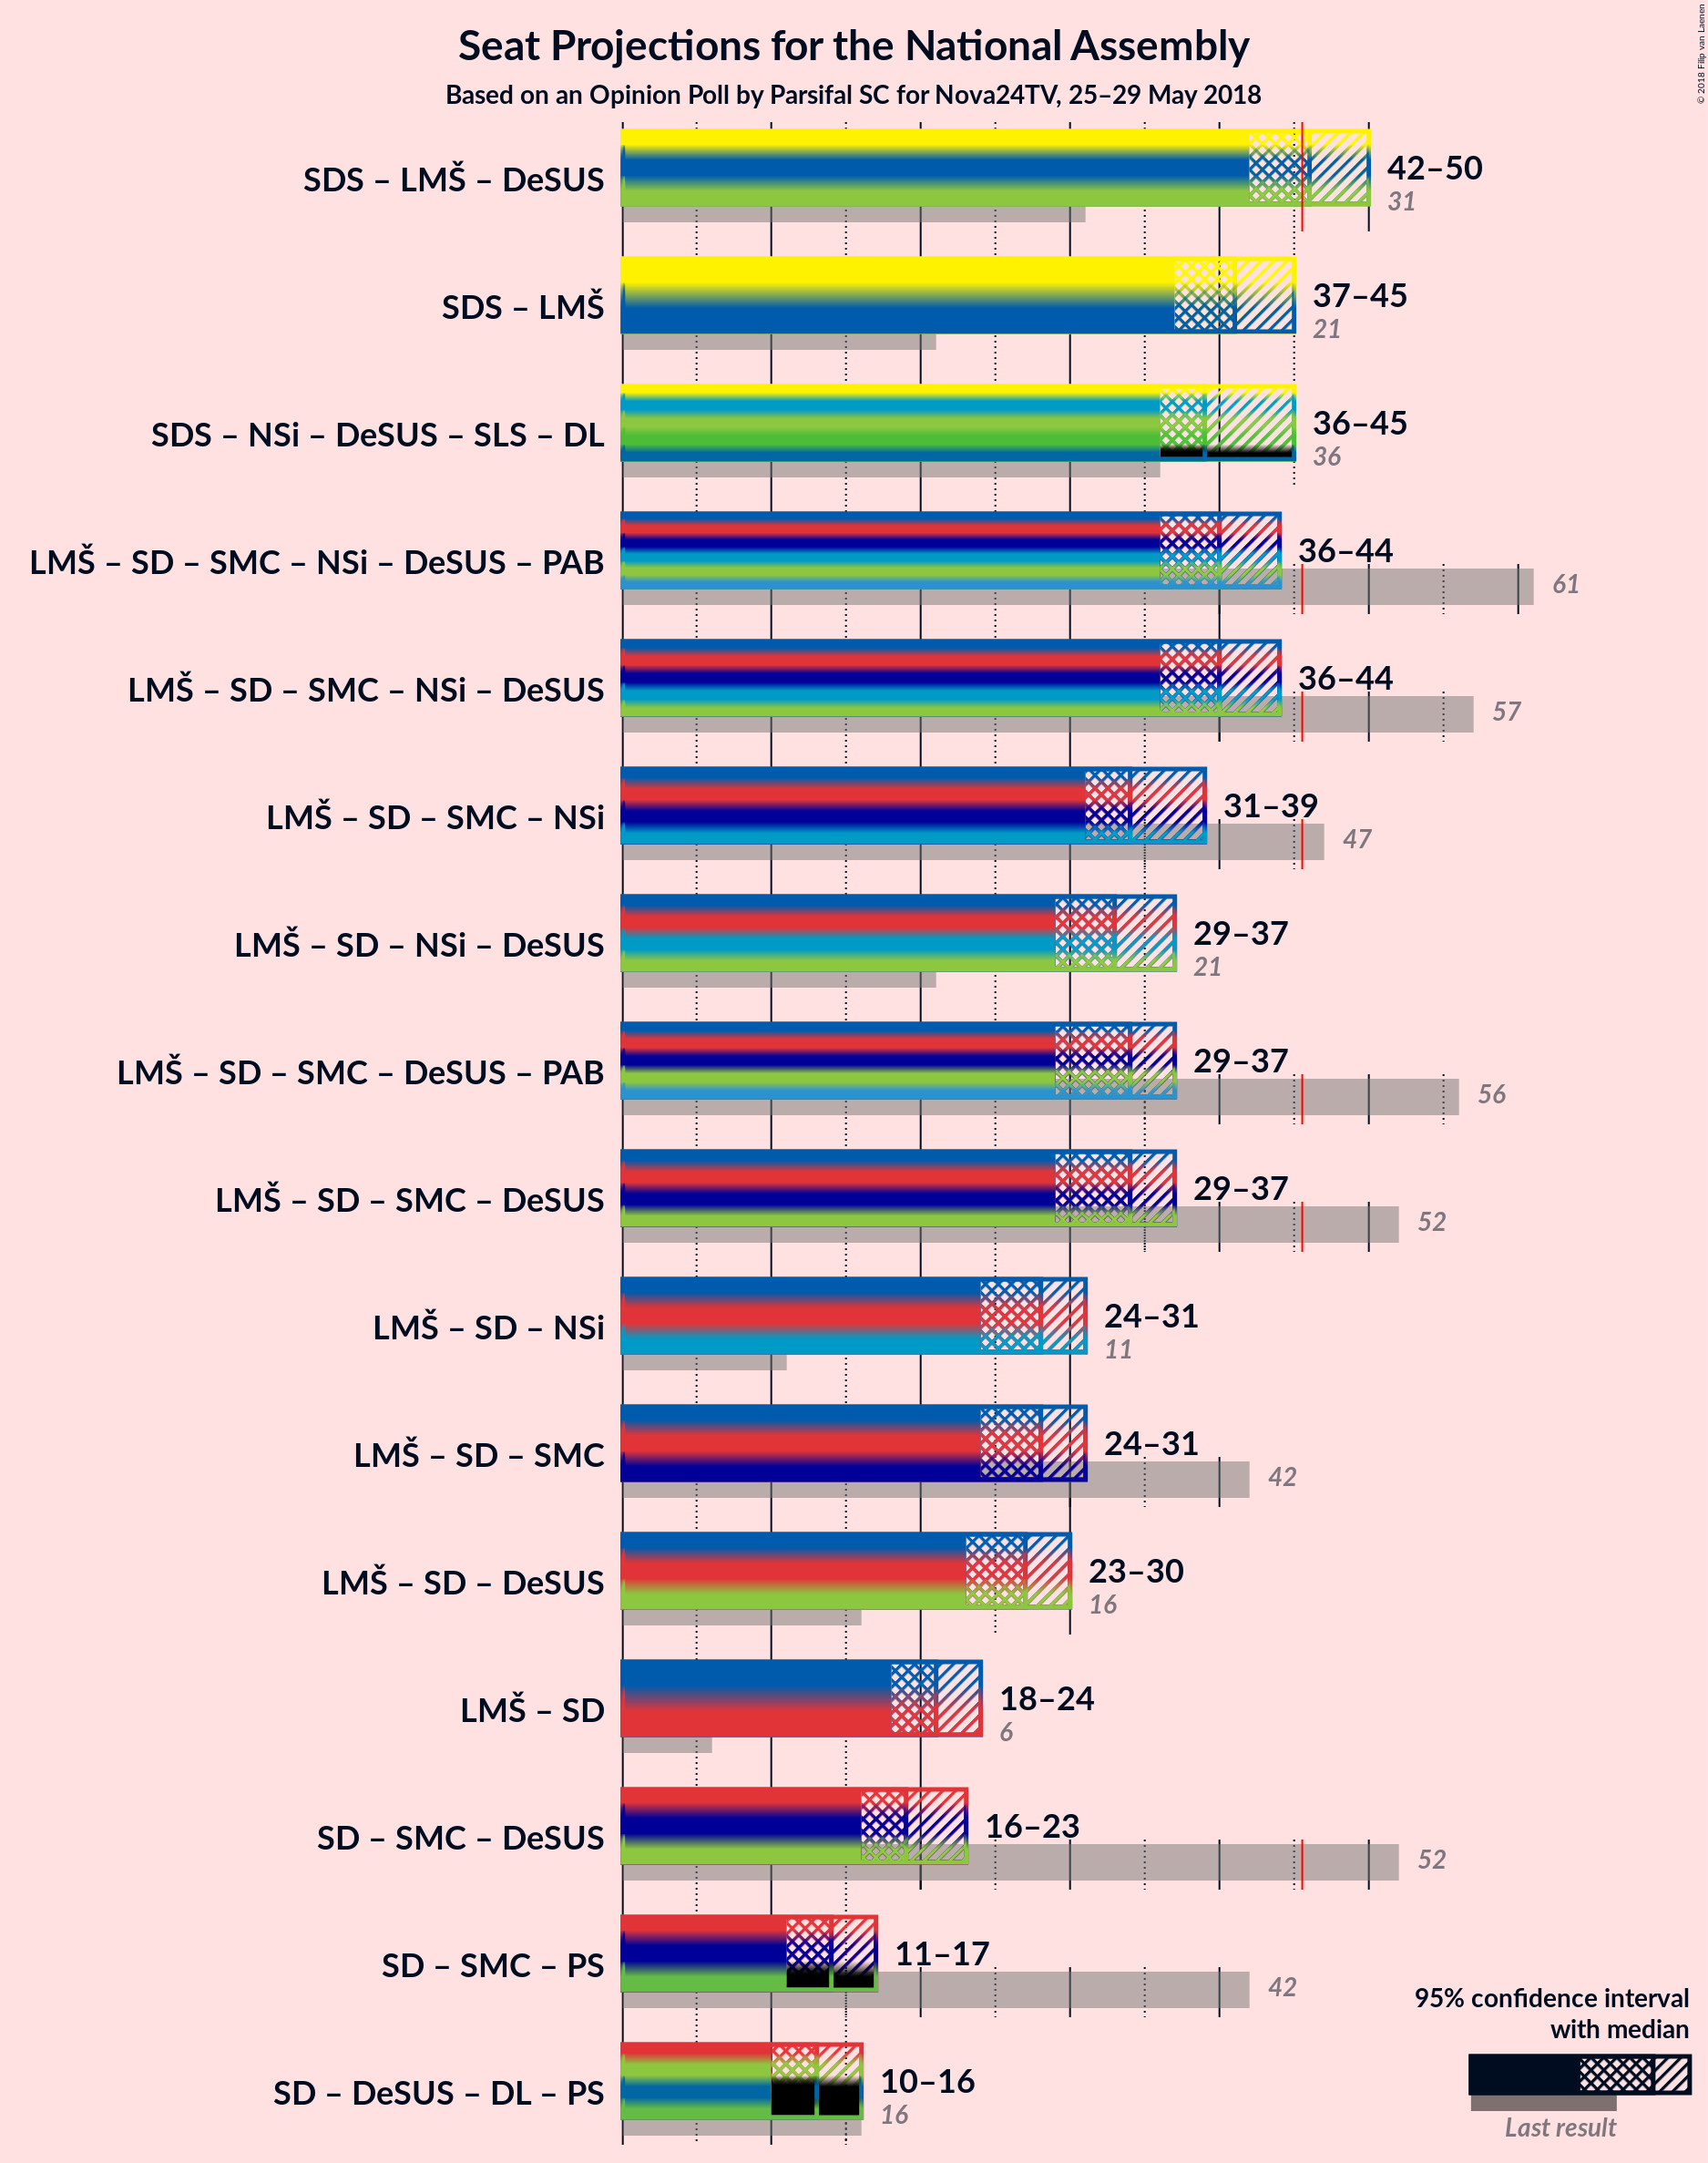 Seat Projections for the National Assembly
Based on an Opinion Poll by Parsifal SC for Nova24TV, 25–29 May 2018
© 2018 Filip van Laenen
SDS – LMŠ – DeSUS
42–50
31
SDS – LMŠ
37–45
21
SDS – NSi – DeSUS – SLS – DL
36–45
36
LMŠ – SD – SMC – NSi – DeSUS – PAB
36–44
61
LMŠ – SD – SMC – NSi – DeSUS
36–44
57
LMŠ – SD – SMC – NSi
31–39
47
LMŠ – SD – NSi – DeSUS
29–37
21
LMŠ – SD – SMC – DeSUS – PAB
29–37
56
LMŠ – SD – SMC – DeSUS
29–37
52
LMŠ – SD – NSi
24–31
11
LMŠ – SD – SMC
24–31
42
LMŠ – SD – DeSUS
23–30
16
LMŠ – SD
18–24
6
SD – SMC – DeSUS
16–23
52
SD – SMC – PS
11–17
42
SD – DeSUS – DL – PS
10–16
16
95% confidence interval
with median
Last result